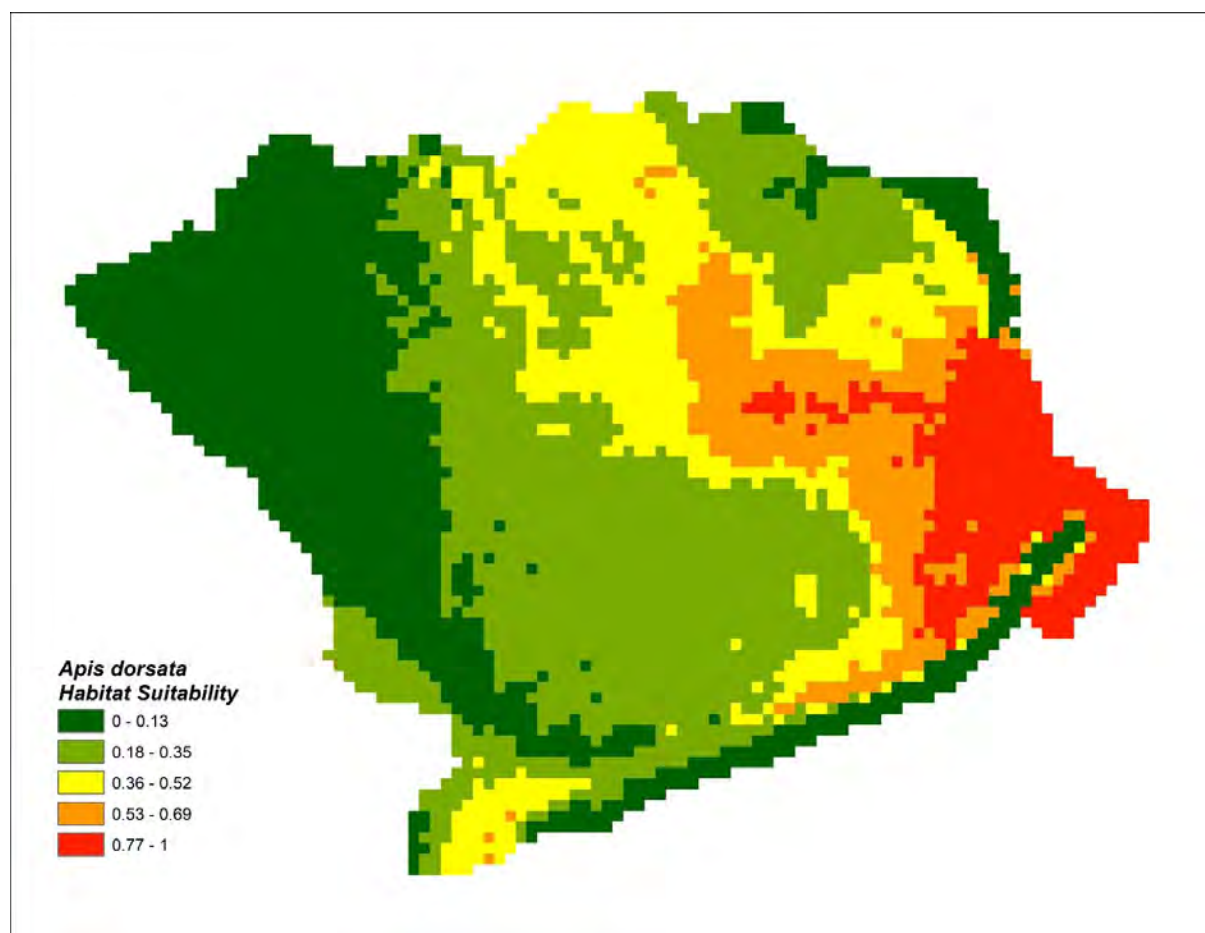 Apis dorsata
Habitat Suitability
0 - 0.13
0.18 - 0.35
0.36 - 0.52
0.53 - 0.69
0.77 - 1